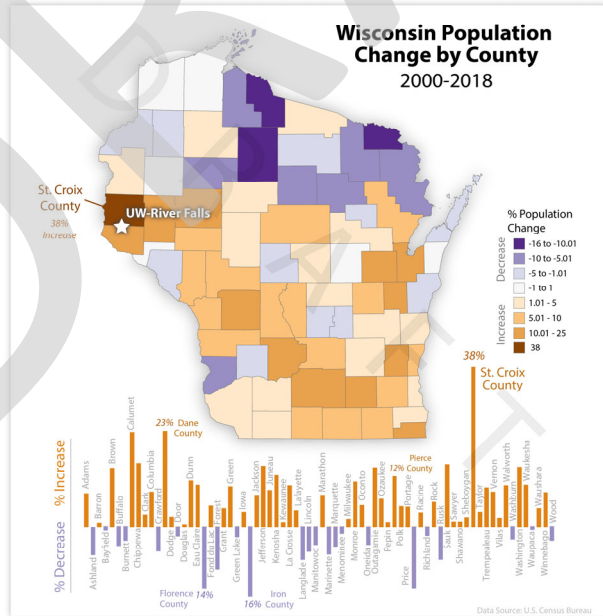 Wisconsin Population
Change by County
2000-2018
St. Croix
County
38%
Increase
UW-River Falls
% Population
Change
Decrease
-16 to -10.01
-10 to -5.01
-5 to -1.01
-1 to 1
Increase
1.01 - 5
5.01 - 10
10.01 - 25
38
38%
St. Croix
County
23% Dane
County
12%
Pierce
County
% Increase
% Decrease
Adams
Ashland
Barron
Bayfield
Brown
Buffalo
Burnett
Calumet
Chippewa
Clark
Columbia
Crawford
Dodge
Door
Douglas
Dunn
Eau Claire
Florence
County
14%
Fond du Lac
Forest
Grant
Green
Green Lake
Iowa
Iron
County
16%
Jackson
Jefferson
Juneau
Kenosha
Kewaunee
La Crosse
Lafayette
Langlade
Lincoln
Manitowoc
Marathon
Marinette
Marquette
Menominee
Milwaukee
Monroe
Oconto
Oneida
Outagamie
Ozaukee
Pepin
Polk
Portage
Price
Racine
Richland
Rock
Rusk
Sauk
Sawyer
Shawano
Sheboygan
Taylor
Trempealeau
Vernon
Vilas
Walworth
Washburn
Washington
Waukesha
Waupaca
Waushara
Winnebago
Wood
Data Source: U.S. Census Bureau